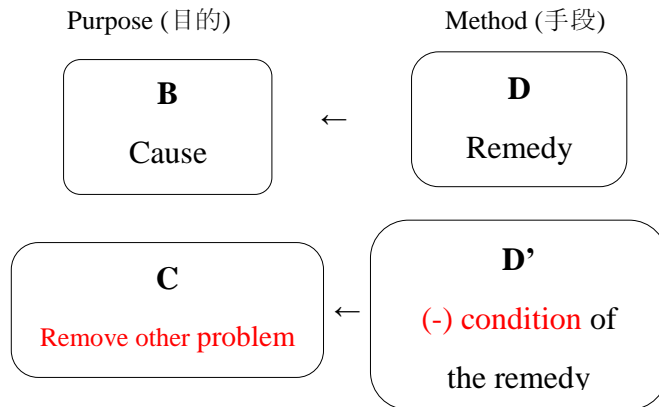 Purpose (目的) Method (手段)
B
Cause
←
D
Remedy
C
Remove other problem
←
D’
(-) condition of
the remedy